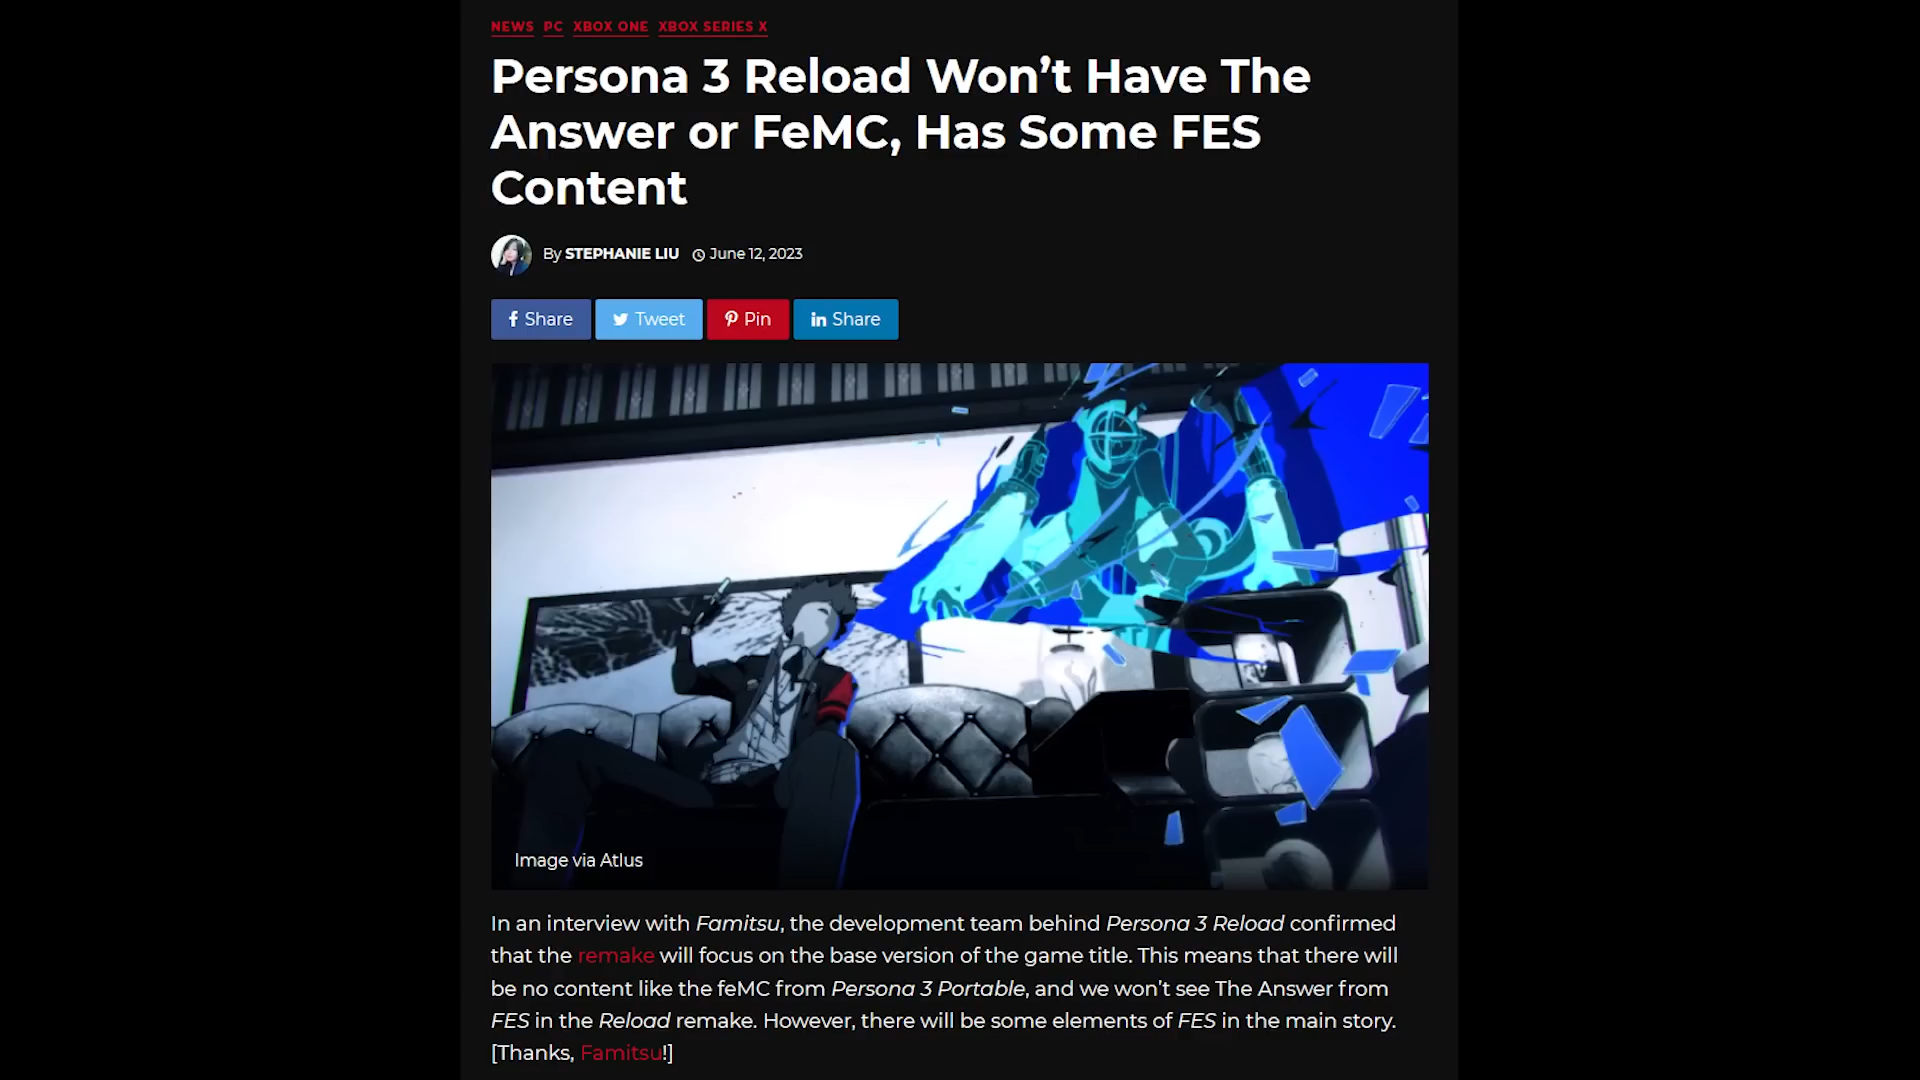 NEWS PC XBOX ONE XBOX SERIES X
Persona 3 Reload Won’t Have The
Answer or FeMC, Has Some FES
Content
By STEPHANIE LIU June 12, 2023
Share Tweet Pin Share
Image via Atlus
In an interview with Famitsu, the development team behind Persona 3 Reload confirmed
that the remake will focus on the base version of the game title. This means that there will
be no content like the feMC from Persona 3 Portable, and we won’t see The Answer from
FES in the Reload remake. However, there will be some elements of FES in the main story.
[Thanks, Famitsu!]